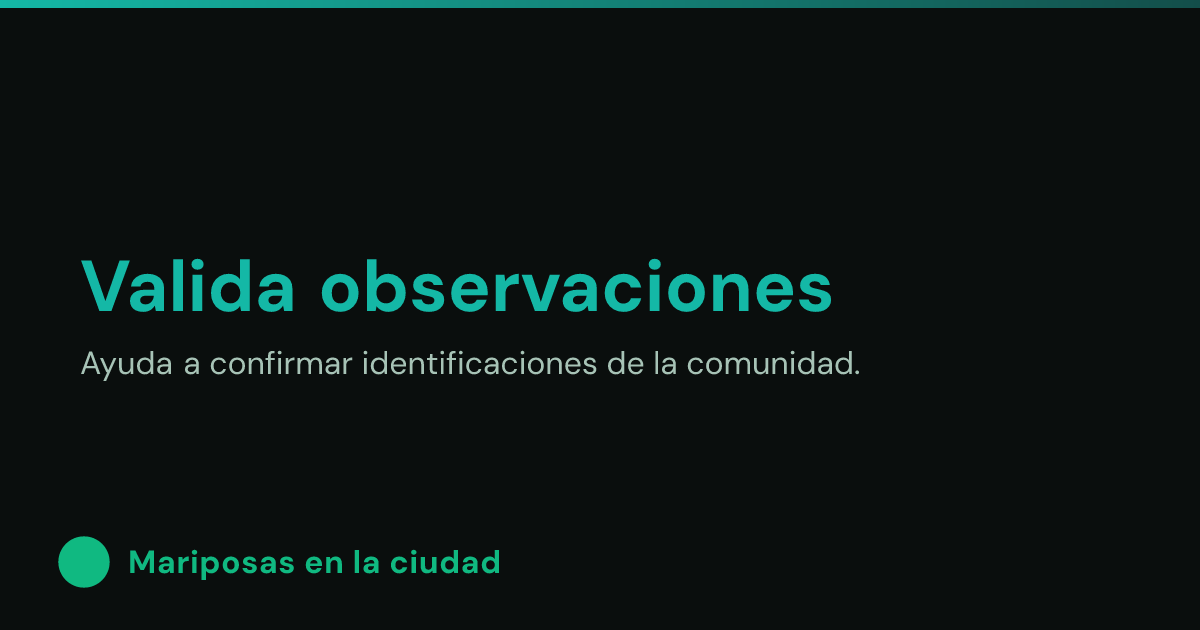 Valida observaciones
Ayuda a confirmar identificaciones de la comunidad.
Mariposas en la ciudad